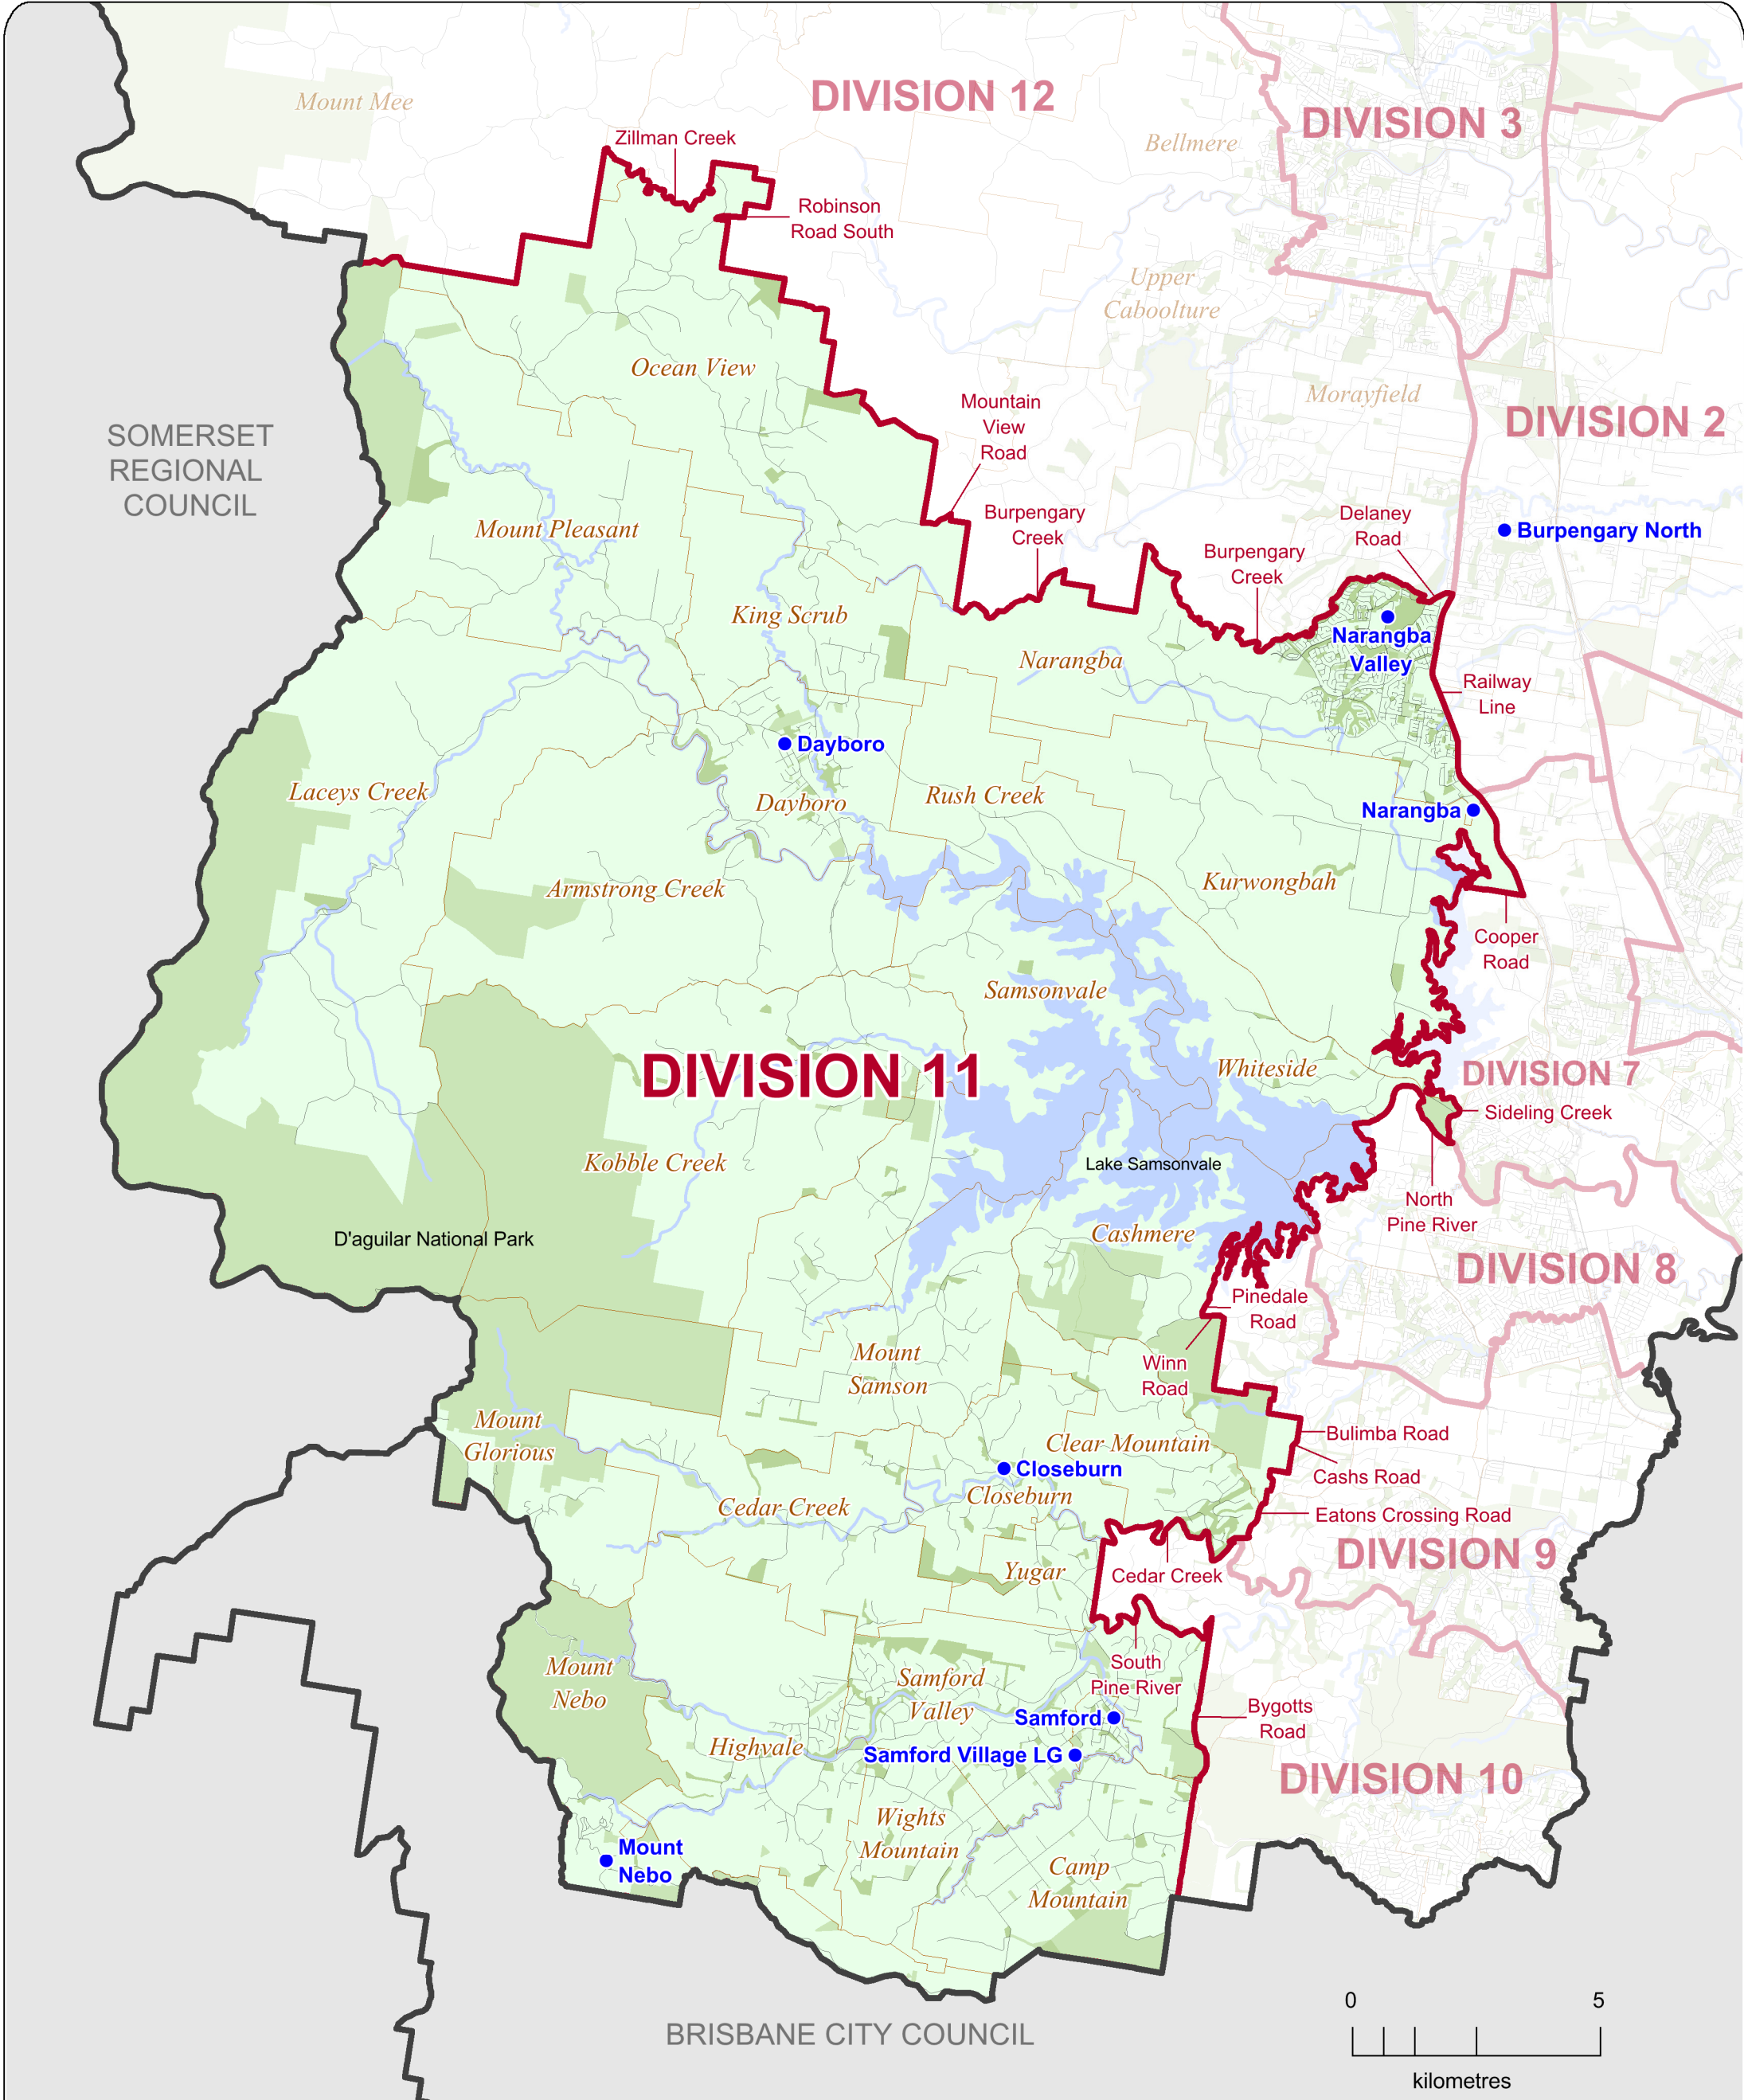 DIVISION 12
Mount Mee
DIVISION 3
Zillman Creek
Bellmere
Robinson
Road South
Upper
Caboolture
Ocean View
Morayfield
Mountain
View
Road
DIVISION 2
SOMERSET
REGIONAL
COUNCIL
Burpengary
Creek
Delaney
Road
Mount Pleasant
Burpengary North
Burpengary
Creek
King Scrub
Narangba
Valley
Narangba
Railway
Line
Dayboro
Laceys Creek
Dayboro
Rush Creek
Narangba
Armstrong Creek
Kurwongbah
Cooper
Road
Samsonvale
DIVISION 11
Whiteside
DIVISION 7
Sideling Creek
Kobble Creek
Lake Samsonvale
North
Pine River
D'aguilar National Park
Cashmere
DIVISION 8
Pinedale
Road
Mount
Samson
Winn
Road
Mount
Glorious
Clear Mountain
Bulimba Road
Closeburn
Cashs Road
Closeburn
Cedar Creek
Eatons Crossing Road
DIVISION 9
Yugar
Cedar Creek
Mount
Nebo
Samford
Valley
South
Pine River
Samford
Bygotts
Road
Highvale
Samford Village LG
DIVISION 10
Wights
Mountain
Mount
Nebo
Camp
Mountain
BRISBANE CITY COUNCIL
0 5
kilometres